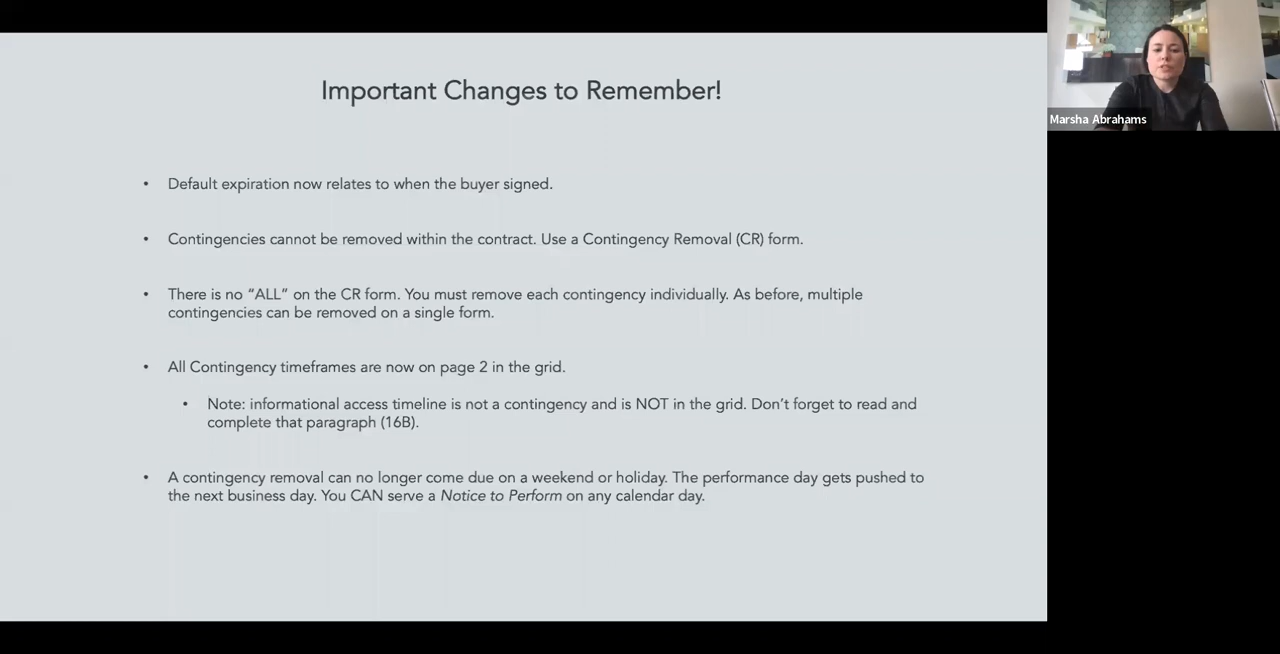 Important Changes to Remember!
• Default expiration now relates to when the buyer signed.
• Contingencies cannot be removed within the contract. Use a Contingency Removal (CR) form.
• There is no “ALL” on the CR form. You must remove each contingency individually. As before, multiple
contingencies can be removed on a single form.
• All Contingency timeframes are now on page 2 in the grid.
• Note: informational access timeline is not a contingency and is NOT in the grid. Don’t forget to read and
complete that paragraph (16B).
• A contingency removal can no longer come due on a weekend or holiday. The performance day gets pushed to
the next business day. You CAN serve a Notice to Perform on any calendar day.
Marsha Abrahams